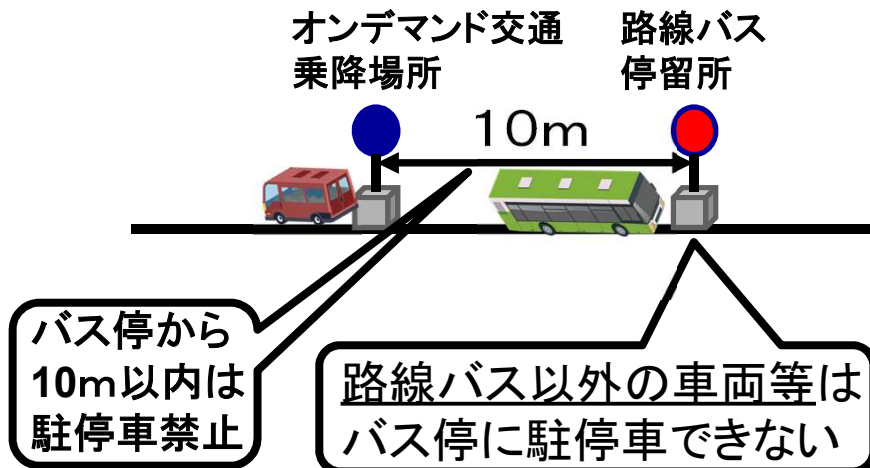 オンデマンド交通
乗降場所
路線バス
停留所
10m
バス停から
10m以内は
駐停車禁止
路線バス以外の車両等は
バス停に駐停車できない